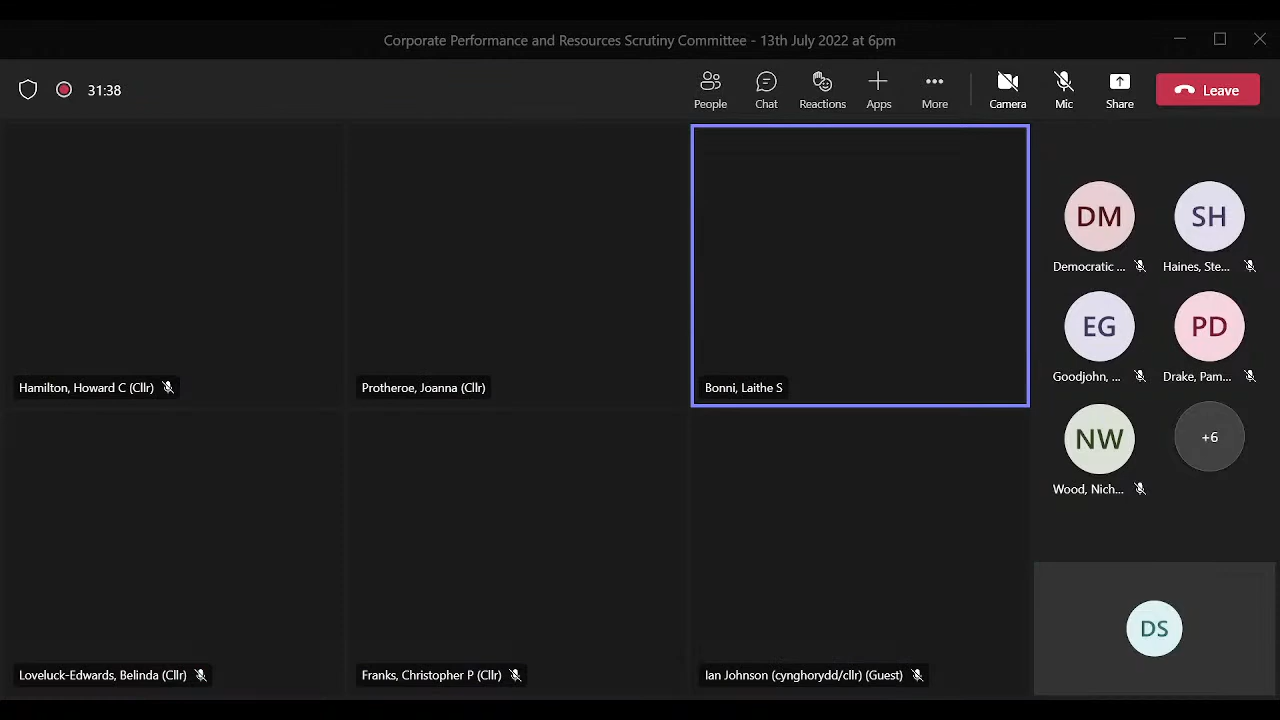 Corporate Performance and Resources Scrutiny Committee - 13th July 2022 at 6pm
31:38
People
Chat
Reactions
Apps
More
Camera
Mic
Share
Leave
Hamilton, Howard C (Cllr)
Protheroe, Joanna (Cllr)
Bonni, Laithe S
DM
SH
Democratic ...
Haines, Ste...
EG
PD
Goodjohn, ...
Drake, Pam...
NW
+6
Wood, Nich...
DS
Loveluck-Edwards, Belinda (Cllr)
Franks, Christopher P (Cllr)
Ian Johnson (cynghorydd/cllr) (Guest)